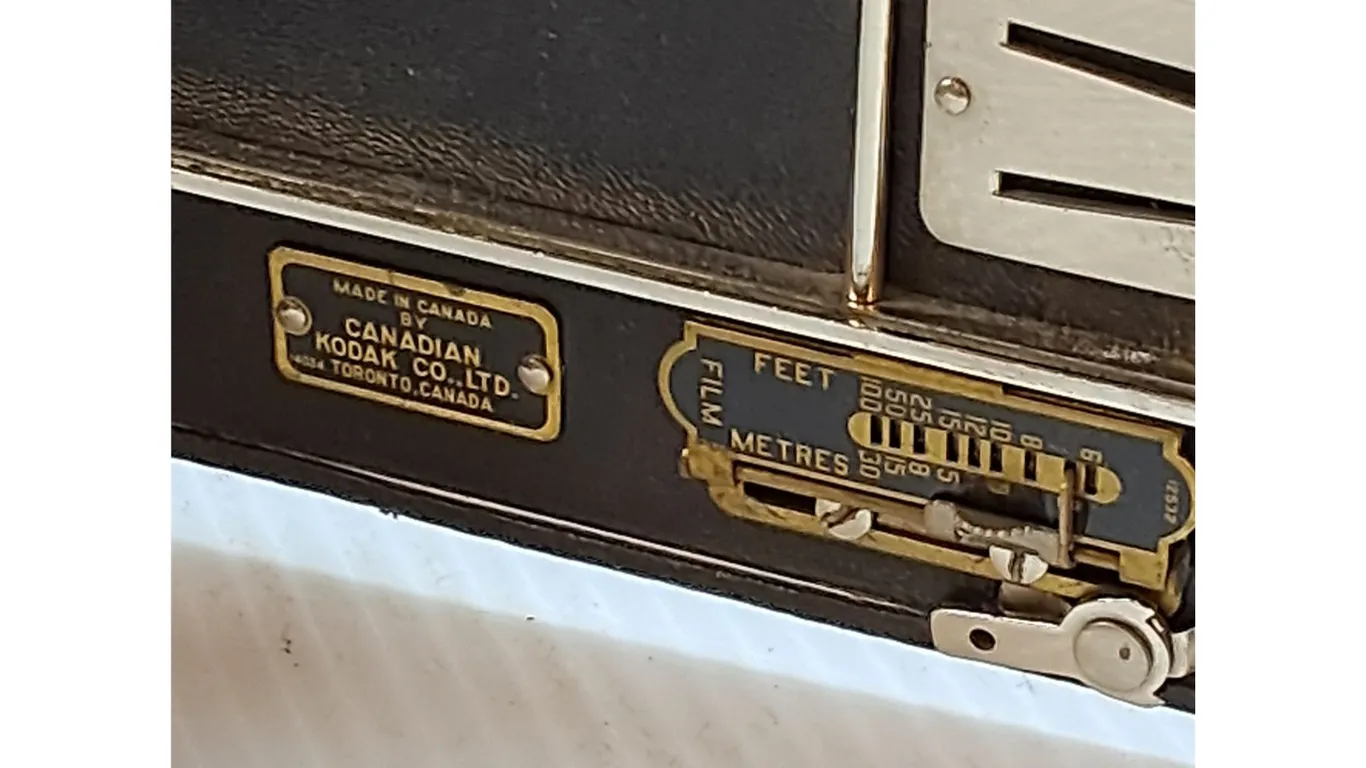 MADE IN CANADA
BY
CANADIAN
KODAK CO., LTD.
TORONTO, CANADA
FILM
FEET
100 50 25 15 12 10 8 6
METRES
30 15 8 5